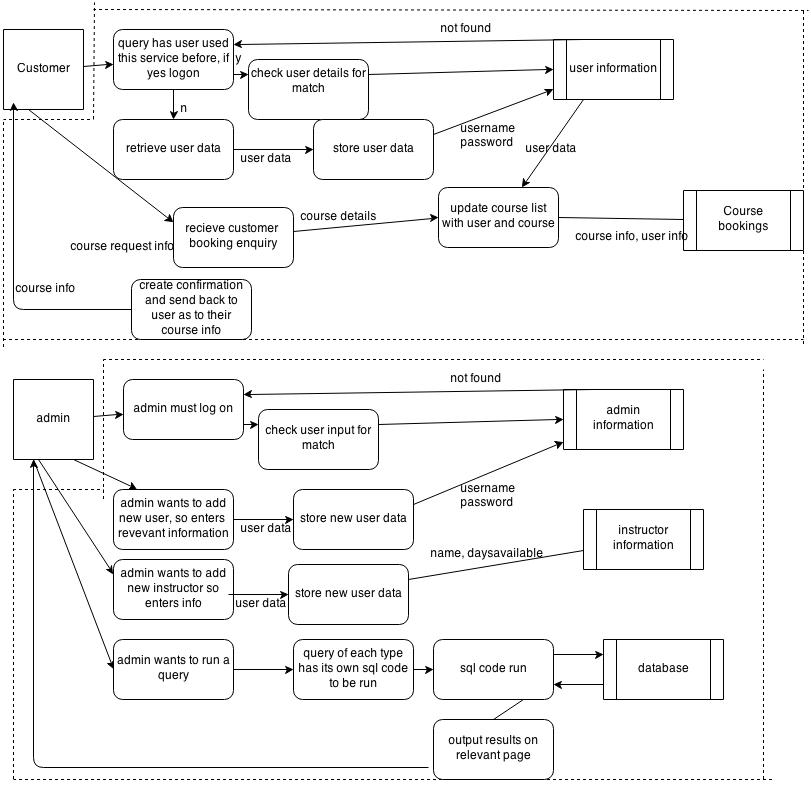 not found
Customer
query has user used
this service before, if
yes logon
y
check user details for
match
user information
n
retrieve user data
user data
store user data
username
password
user data
recieve customer
booking enquiry
course details
update course list
with user and course
Course
bookings
course request info
course info, user info
course info
create confirmation
and send back to
user as to their
course info
not found
admin
admin must log on
check user input for
match
admin
information
admin wants to add
new user, so enters
revevant information
user data
store new user data
username
password
instructor
information
admin wants to add
new instructor so
enters info
user data
store new user data
name, daysavailable
admin wants to run a
query
query of each type
has its own sql code
to be run
sql code run
database
output results on
relevant page